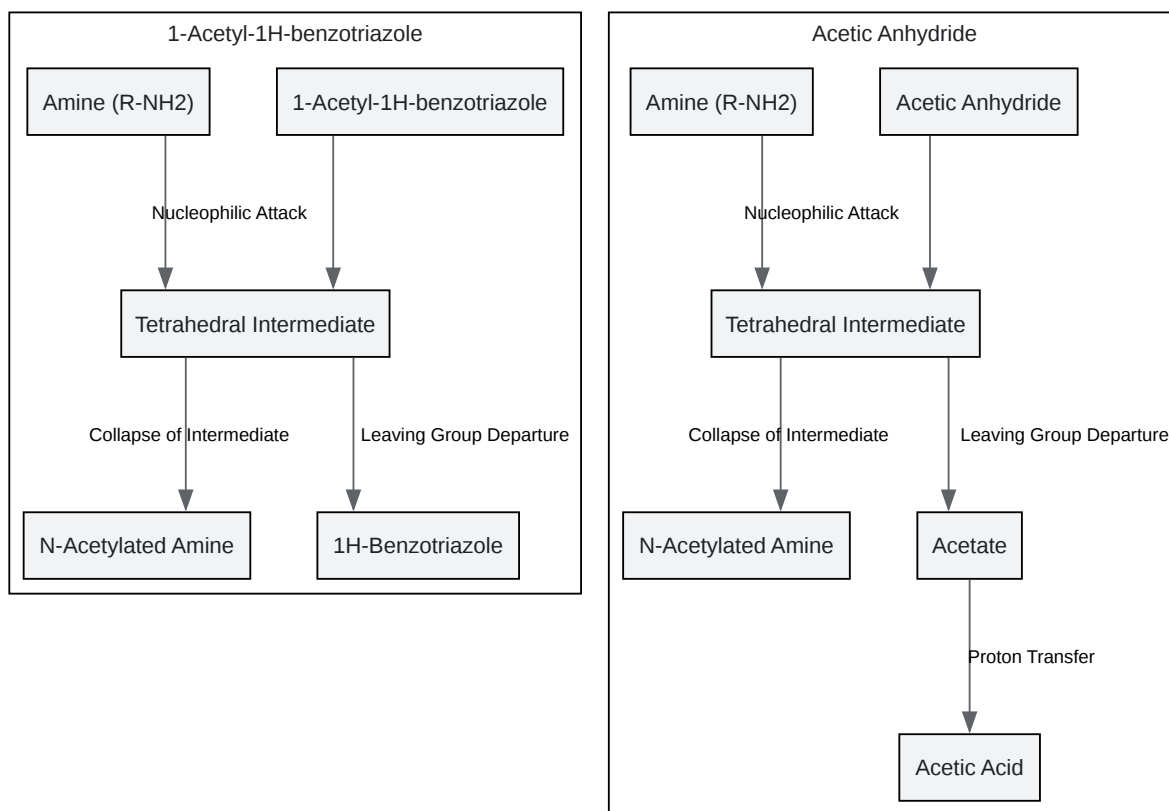 1-Acetyl-1H-benzotriazole
Amine (R-NH2)
1-Acetyl-1H-benzotriazole
Nucleophilic Attack
Tetrahedral Intermediate
Collapse of Intermediate
Leaving Group Departure
N-Acetylated Amine
1H-Benzotriazole
Acetic Anhydride
Amine (R-NH2)
Acetic Anhydride
Nucleophilic Attack
Tetrahedral Intermediate
Collapse of Intermediate
Leaving Group Departure
N-Acetylated Amine
Acetate
Proton Transfer
Acetic Acid